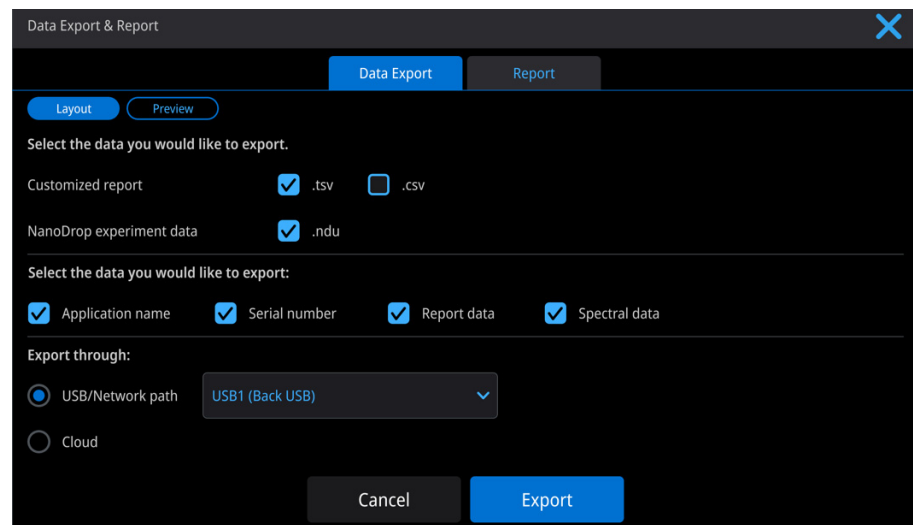 Data Export & Report
Data Export Report
Layout Preview
Select the data you would like to export.
Customized report .tsv .csv
NanoDrop experiment data .ndu
Select the data you would like to export:
Application name Serial number Report data Spectral data
Export through:
USB/Network path USB1 (Back USB)
Cloud
Cancel Export